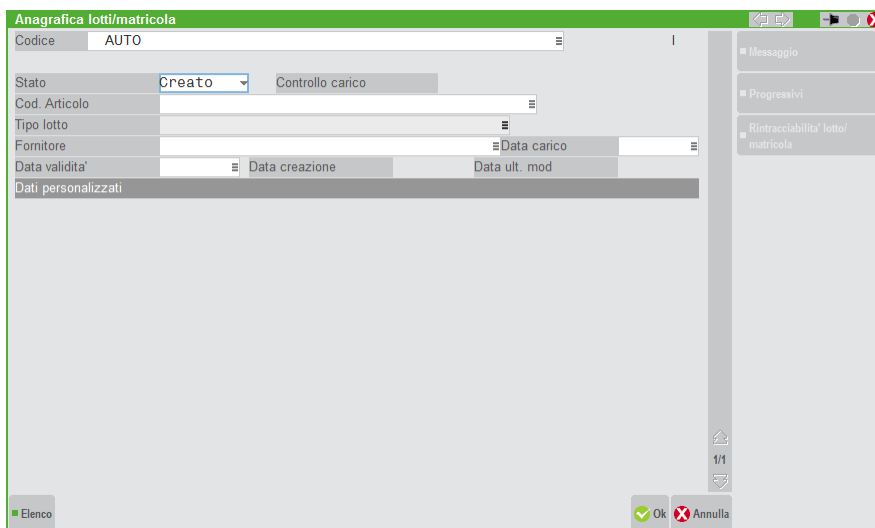 Anagrafica lotti/matricola
Codice AUTO I
Messaggio
Stato Creato Controllo carico
Cod. Articolo
Progressivi
Tipo lotto
Rintracciabilita' lotto/
matricola
Fornitore Data carico
Data validita' Data creazione Data ult. mod
Dati personalizzati
1/1
Elenco Ok Annulla